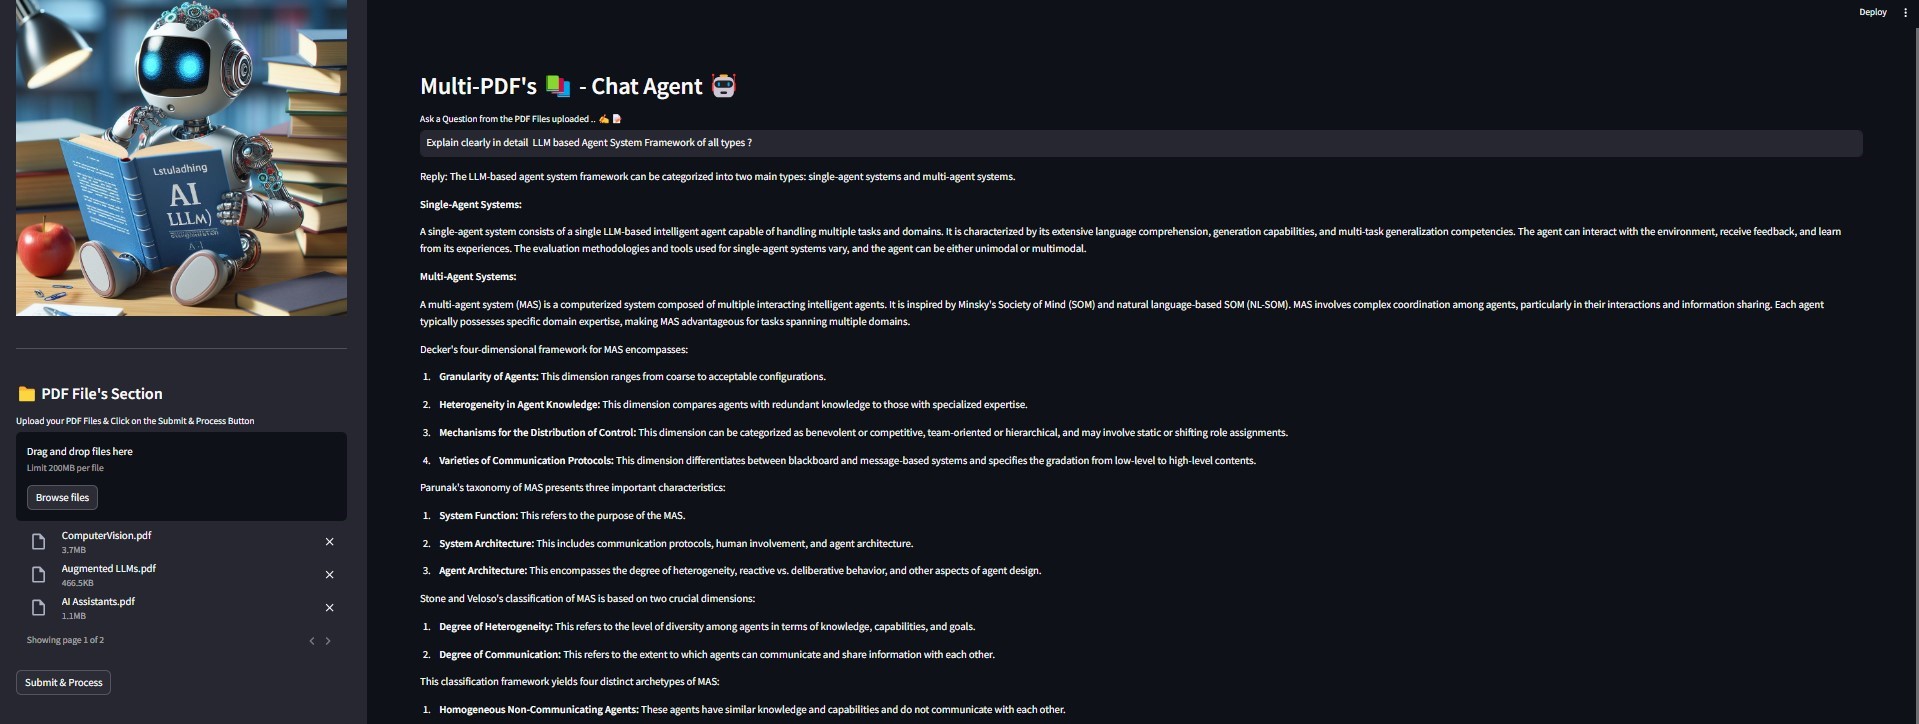 Lstuladhing
AI
LLLm)
A-I
📁 PDF File's Section
Upload your PDF Files & Click on the Submit & Process Button
Drag and drop files here
Limit 200MB per file
Browse files
ComputerVision.pdf
3.7MB
Augmented LLMs.pdf
466.5KB
AI Assistants.pdf
1.1MB
Showing page 1 of 2
Submit & Process
Deploy
Multi-PDF's 📚 - Chat Agent 🤖
Ask a Question from the PDF Files uploaded .. ✍️ 📝
Explain clearly in detail  LLM based Agent System Framework of all types ?
Reply: The LLM-based agent system framework can be categorized into two main types: single-agent systems and multi-agent systems.
Single-Agent Systems:
A single-agent system consists of a single LLM-based intelligent agent capable of handling multiple tasks and domains. It is characterized by its extensive language comprehension, generation capabilities, and multi-task generalization competencies. The agent can interact with the environment, receive feedback, and learn
from its experiences. The evaluation methodologies and tools used for single-agent systems vary, and the agent can be either unimodal or multimodal.
Multi-Agent Systems:
A multi-agent system (MAS) is a computerized system composed of multiple interacting intelligent agents. It is inspired by Minsky's Society of Mind (SOM) and natural language-based SOM (NL-SOM). MAS involves complex coordination among agents, particularly in their interactions and information sharing. Each agent
typically possesses specific domain expertise, making MAS advantageous for tasks spanning multiple domains.
Decker's four-dimensional framework for MAS encompasses:
1. Granularity of Agents: This dimension ranges from coarse to acceptable configurations.
2. Heterogeneity in Agent Knowledge: This dimension compares agents with redundant knowledge to those with specialized expertise.
3. Mechanisms for the Distribution of Control: This dimension can be categorized as benevolent or competitive, team-oriented or hierarchical, and may involve static or shifting role assignments.
4. Varieties of Communication Protocols: This dimension differentiates between blackboard and message-based systems and specifies the gradation from low-level to high-level contents.
Parunak's taxonomy of MAS presents three important characteristics:
1. System Function: This refers to the purpose of the MAS.
2. System Architecture: This includes communication protocols, human involvement, and agent architecture.
3. Agent Architecture: This encompasses the degree of heterogeneity, reactive vs. deliberative behavior, and other aspects of agent design.
Stone and Veloso's classification of MAS is based on two crucial dimensions:
1. Degree of Heterogeneity: This refers to the level of diversity among agents in terms of knowledge, capabilities, and goals.
2. Degree of Communication: This refers to the extent to which agents can communicate and share information with each other.
This classification framework yields four distinct archetypes of MAS:
1. Homogeneous Non-Communicating Agents: These agents have similar knowledge and capabilities and do not communicate with each other.